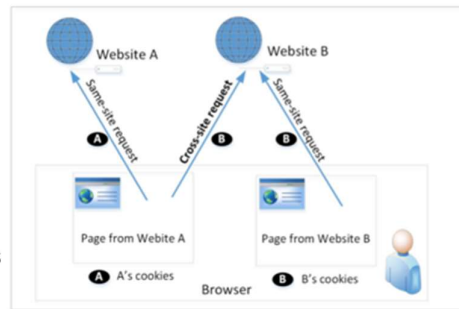 Website A
Website B
Same-site request
Cross-site request
Same-site request
A
B
B
Page from Webite A
Page from Website B
A A's cookies
B B's cookies
Browser
s